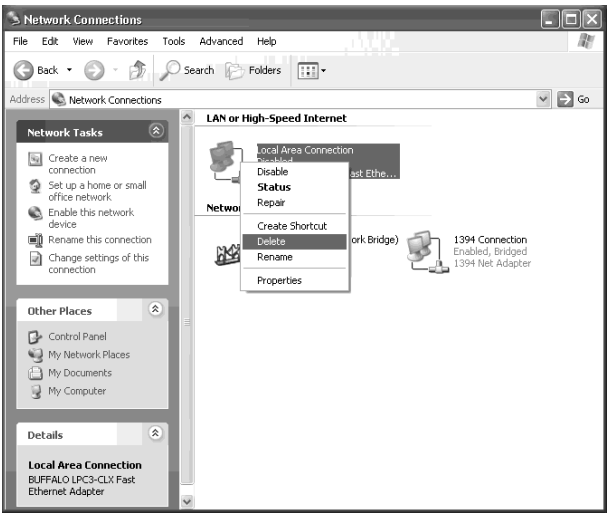 Network Connections
File Edit View Favorites Tools Advanced Help
Back Search Folders
Address Network Connections Go
Network Tasks
Create a new
connection
Set up a home or small
office network
Enable this network
device
Rename this connection
Change settings of this
connection
Other Places
Control Panel
My Network Places
My Documents
My Computer
Details
Local Area Connection
BUFFALO LPC3-CLX Fast
Ethernet Adapter
LAN or High-Speed Internet
Local Area Connection
Disabled
ast Ethe...
Disable
Status
Repair
Create Shortcut
Delete
Rename
Properties
Networ
ork Bridge)
1394 Connection
Enabled, Bridged
1394 Net Adapter